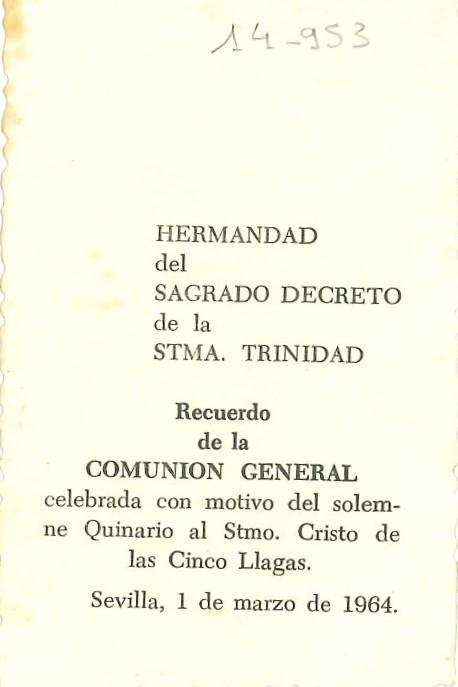 14-953
HERMANDAD
del
SAGRADO DECRETO
de la
STMA. TRINIDAD
Recuerdo
de la
COMUNION GENERAL
celebrada con motivo del solem-
ne Quinario al Stmo. Cristo de
las Cinco Llagas.
Sevilla, 1 de marzo de 1964.